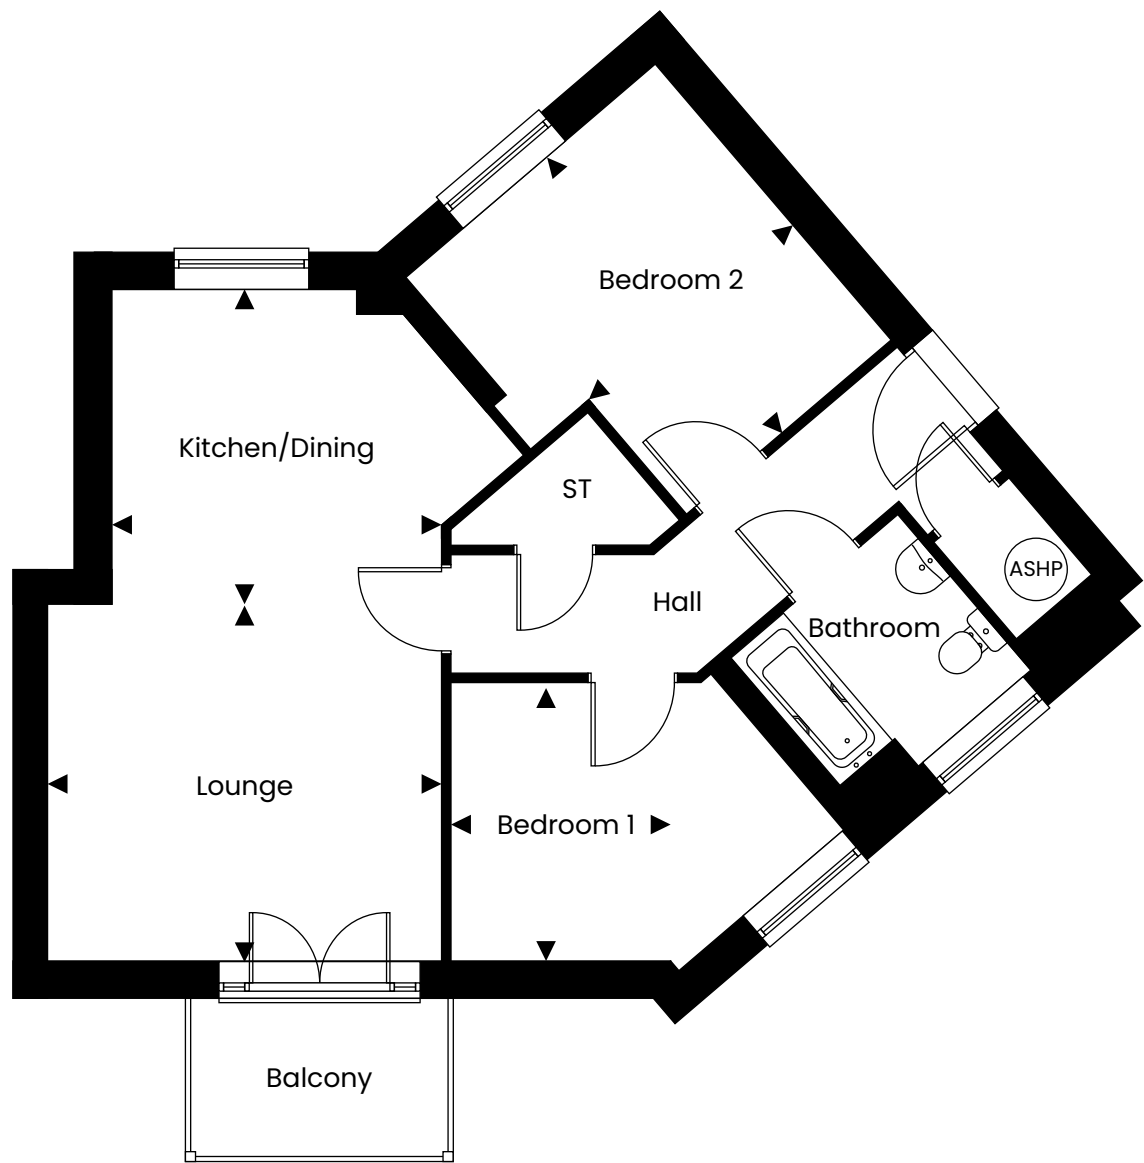 Bedroom 2
Kitchen/Dining
ST
ASHP
Hall
Bathroom
Lounge
Bedroom 1
Balcony